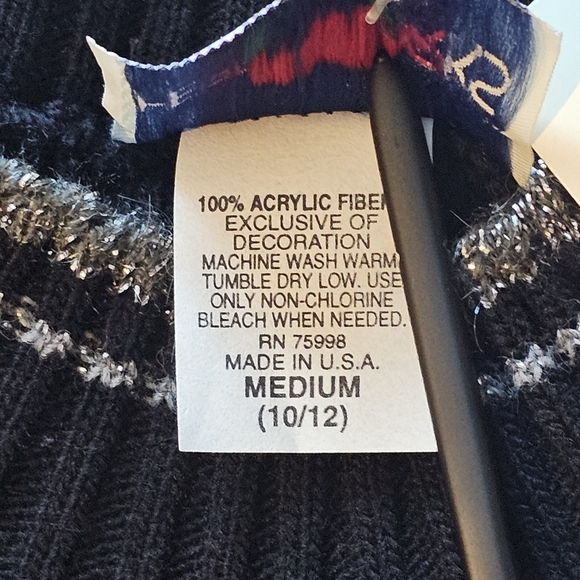 100% ACRYLIC FIBER
EXCLUSIVE OF
DECORATION
MACHINE WASH WARM
TUMBLE DRY LOW. USE
ONLY NON-CHLORINE
BLEACH WHEN NEEDED.
RN 75998
MADE IN U.S.A.
MEDIUM
(10/12)